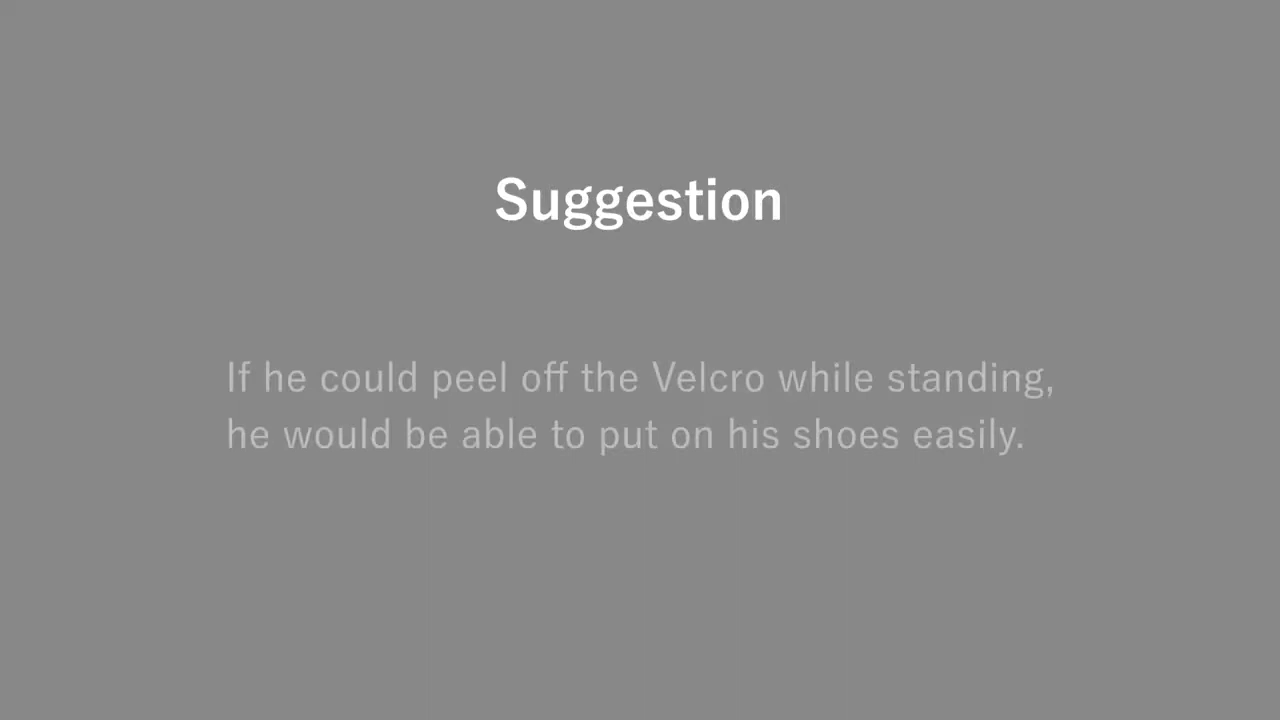 Suggestion
If he could peel off the Velcro while standing,
he would be able to put on his shoes easily.